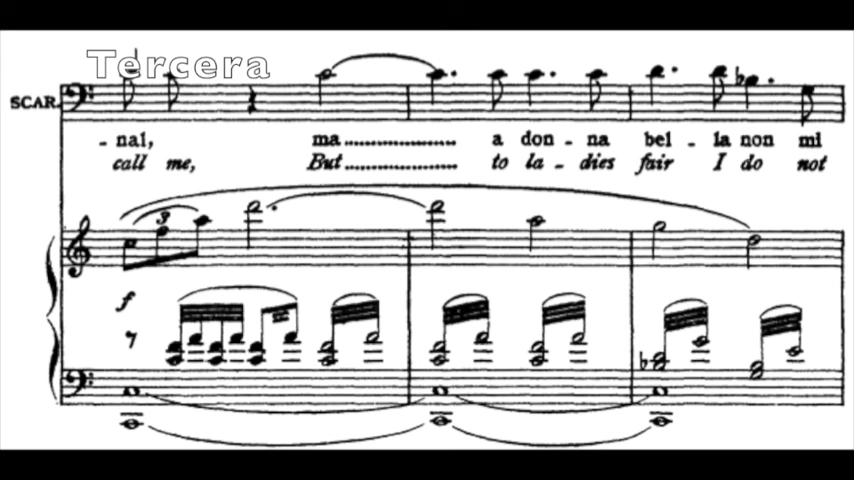 Tercera
SCAR.
- nal, ma.................... a don - na bel - la non mi
call me, But.................... to la - dies fair I do not
3
f